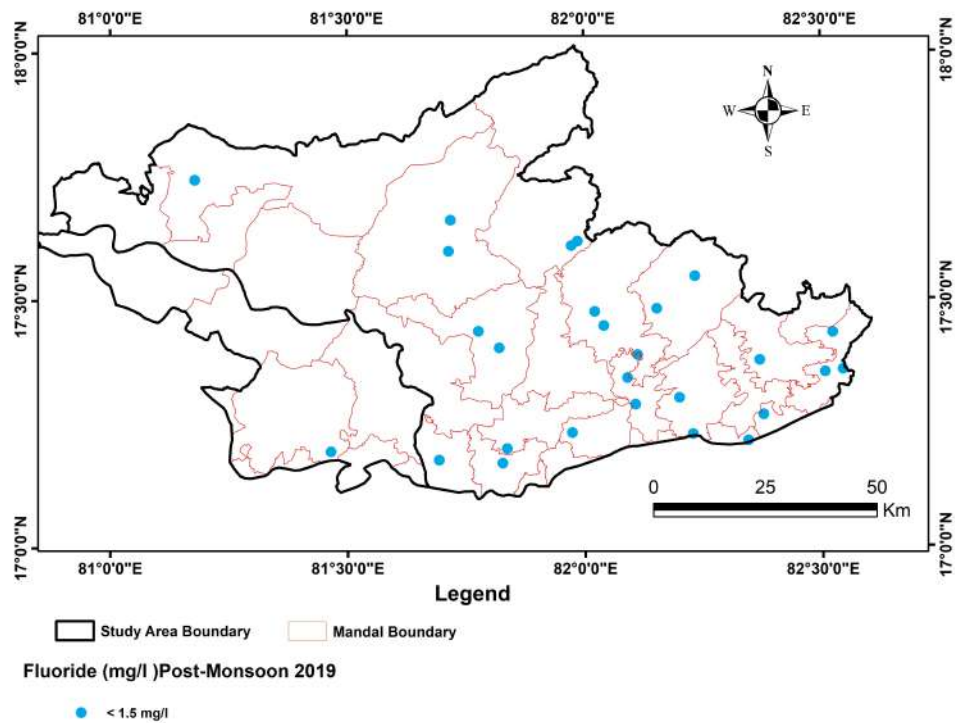 81°0'0"E 81°30'0"E 82°0'0"E 82°30'0"E
18°0'0"N 18°0'0"N
N
W E
S
17°30'0"N 17°30'0"N
0 25 50
Km
17°0'0"N 17°0'0"N
81°0'0"E 81°30'0"E 82°0'0"E 82°30'0"E
Legend
Study Area Boundary Mandal Boundary
Fluoride (mg/l )Post-Monsoon 2019
< 1.5 mg/l